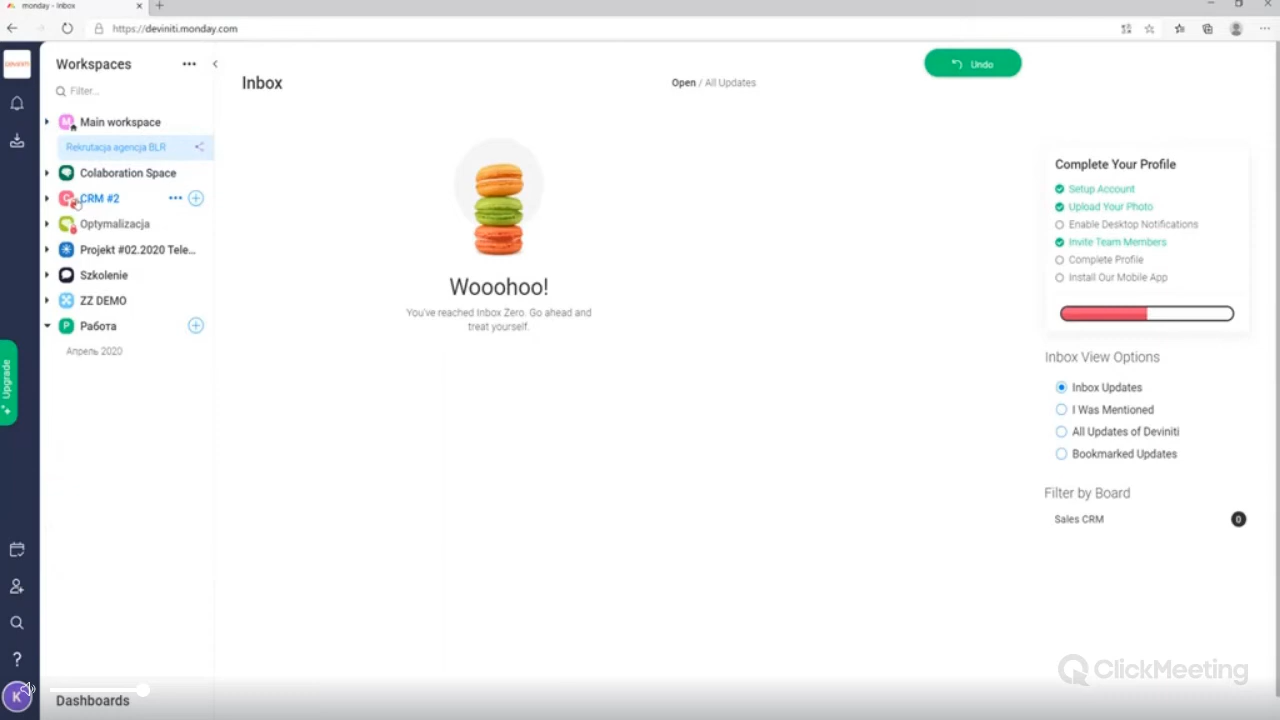 monday - Inbox
https://deviniti.monday.com
Workspaces
Filter...
M Main workspace
Rekrutacja agencja BLR
Colaboration Space
CRM #2
Optymalizacja
Projekt #02.2020 Tele...
Szkolenie
ZZ DEMO
P Работа
Апрель 2020
Upgrade
K
Dashboards
Inbox
Open / All Updates
Undo
Wooohoo!
You've reached Inbox Zero. Go ahead and
treat yourself.
Complete Your Profile
Setup Account
Upload Your Photo
Enable Desktop Notifications
Invite Team Members
Complete Profile
Install Our Mobile App
Inbox View Options
Inbox Updates
I Was Mentioned
All Updates of Deviniti
Bookmarked Updates
Filter by Board
Sales CRM 0
ClickMeeting